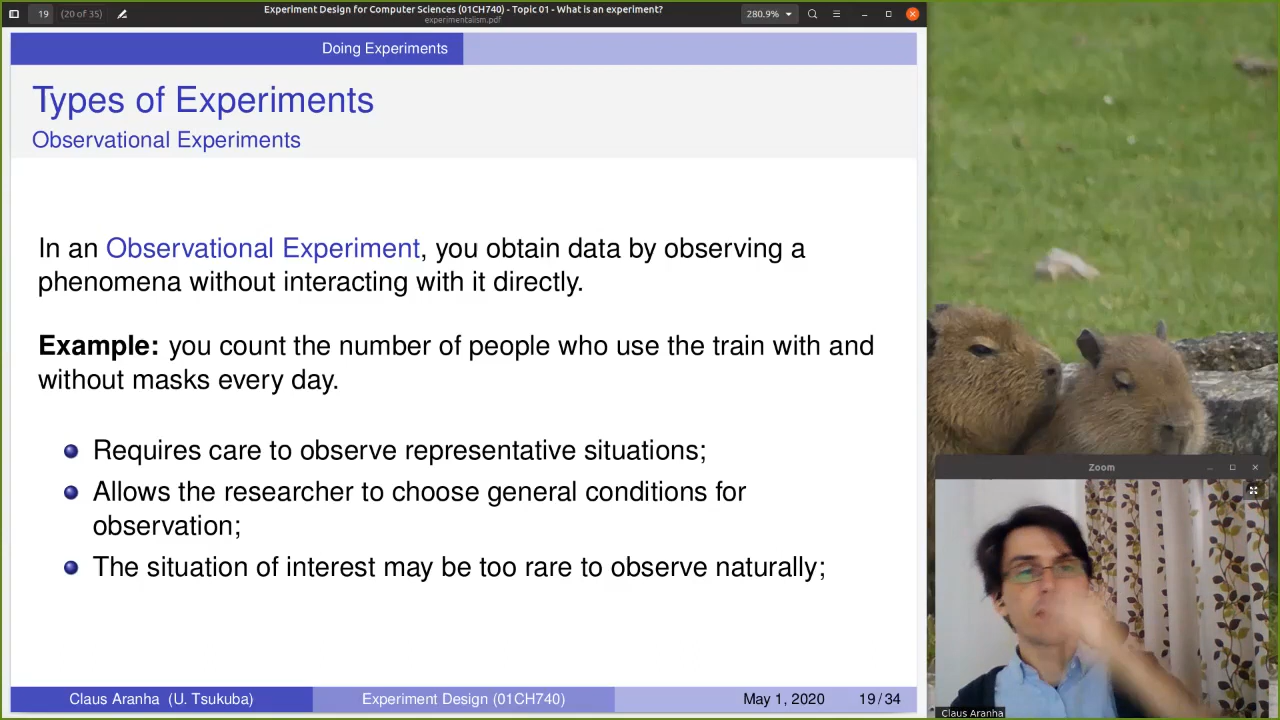 19 (20 of 35) Experiment Design for Computer Sciences (01CH740) - Topic 01 - What is an experiment? 280.9%
experimentalism.pdf
Doing Experiments
Types of Experiments
Observational Experiments
In an Observational Experiment, you obtain data by observing a
phenomena without interacting with it directly.
Example: you count the number of people who use the train with and
without masks every day.
Requires care to observe representative situations;
Allows the researcher to choose general conditions for
observation;
The situation of interest may be too rare to observe naturally;
Claus Aranha (U. Tsukuba) Experiment Design (01CH740) May 1, 2020 19/34
Zoom
Claus Aranha